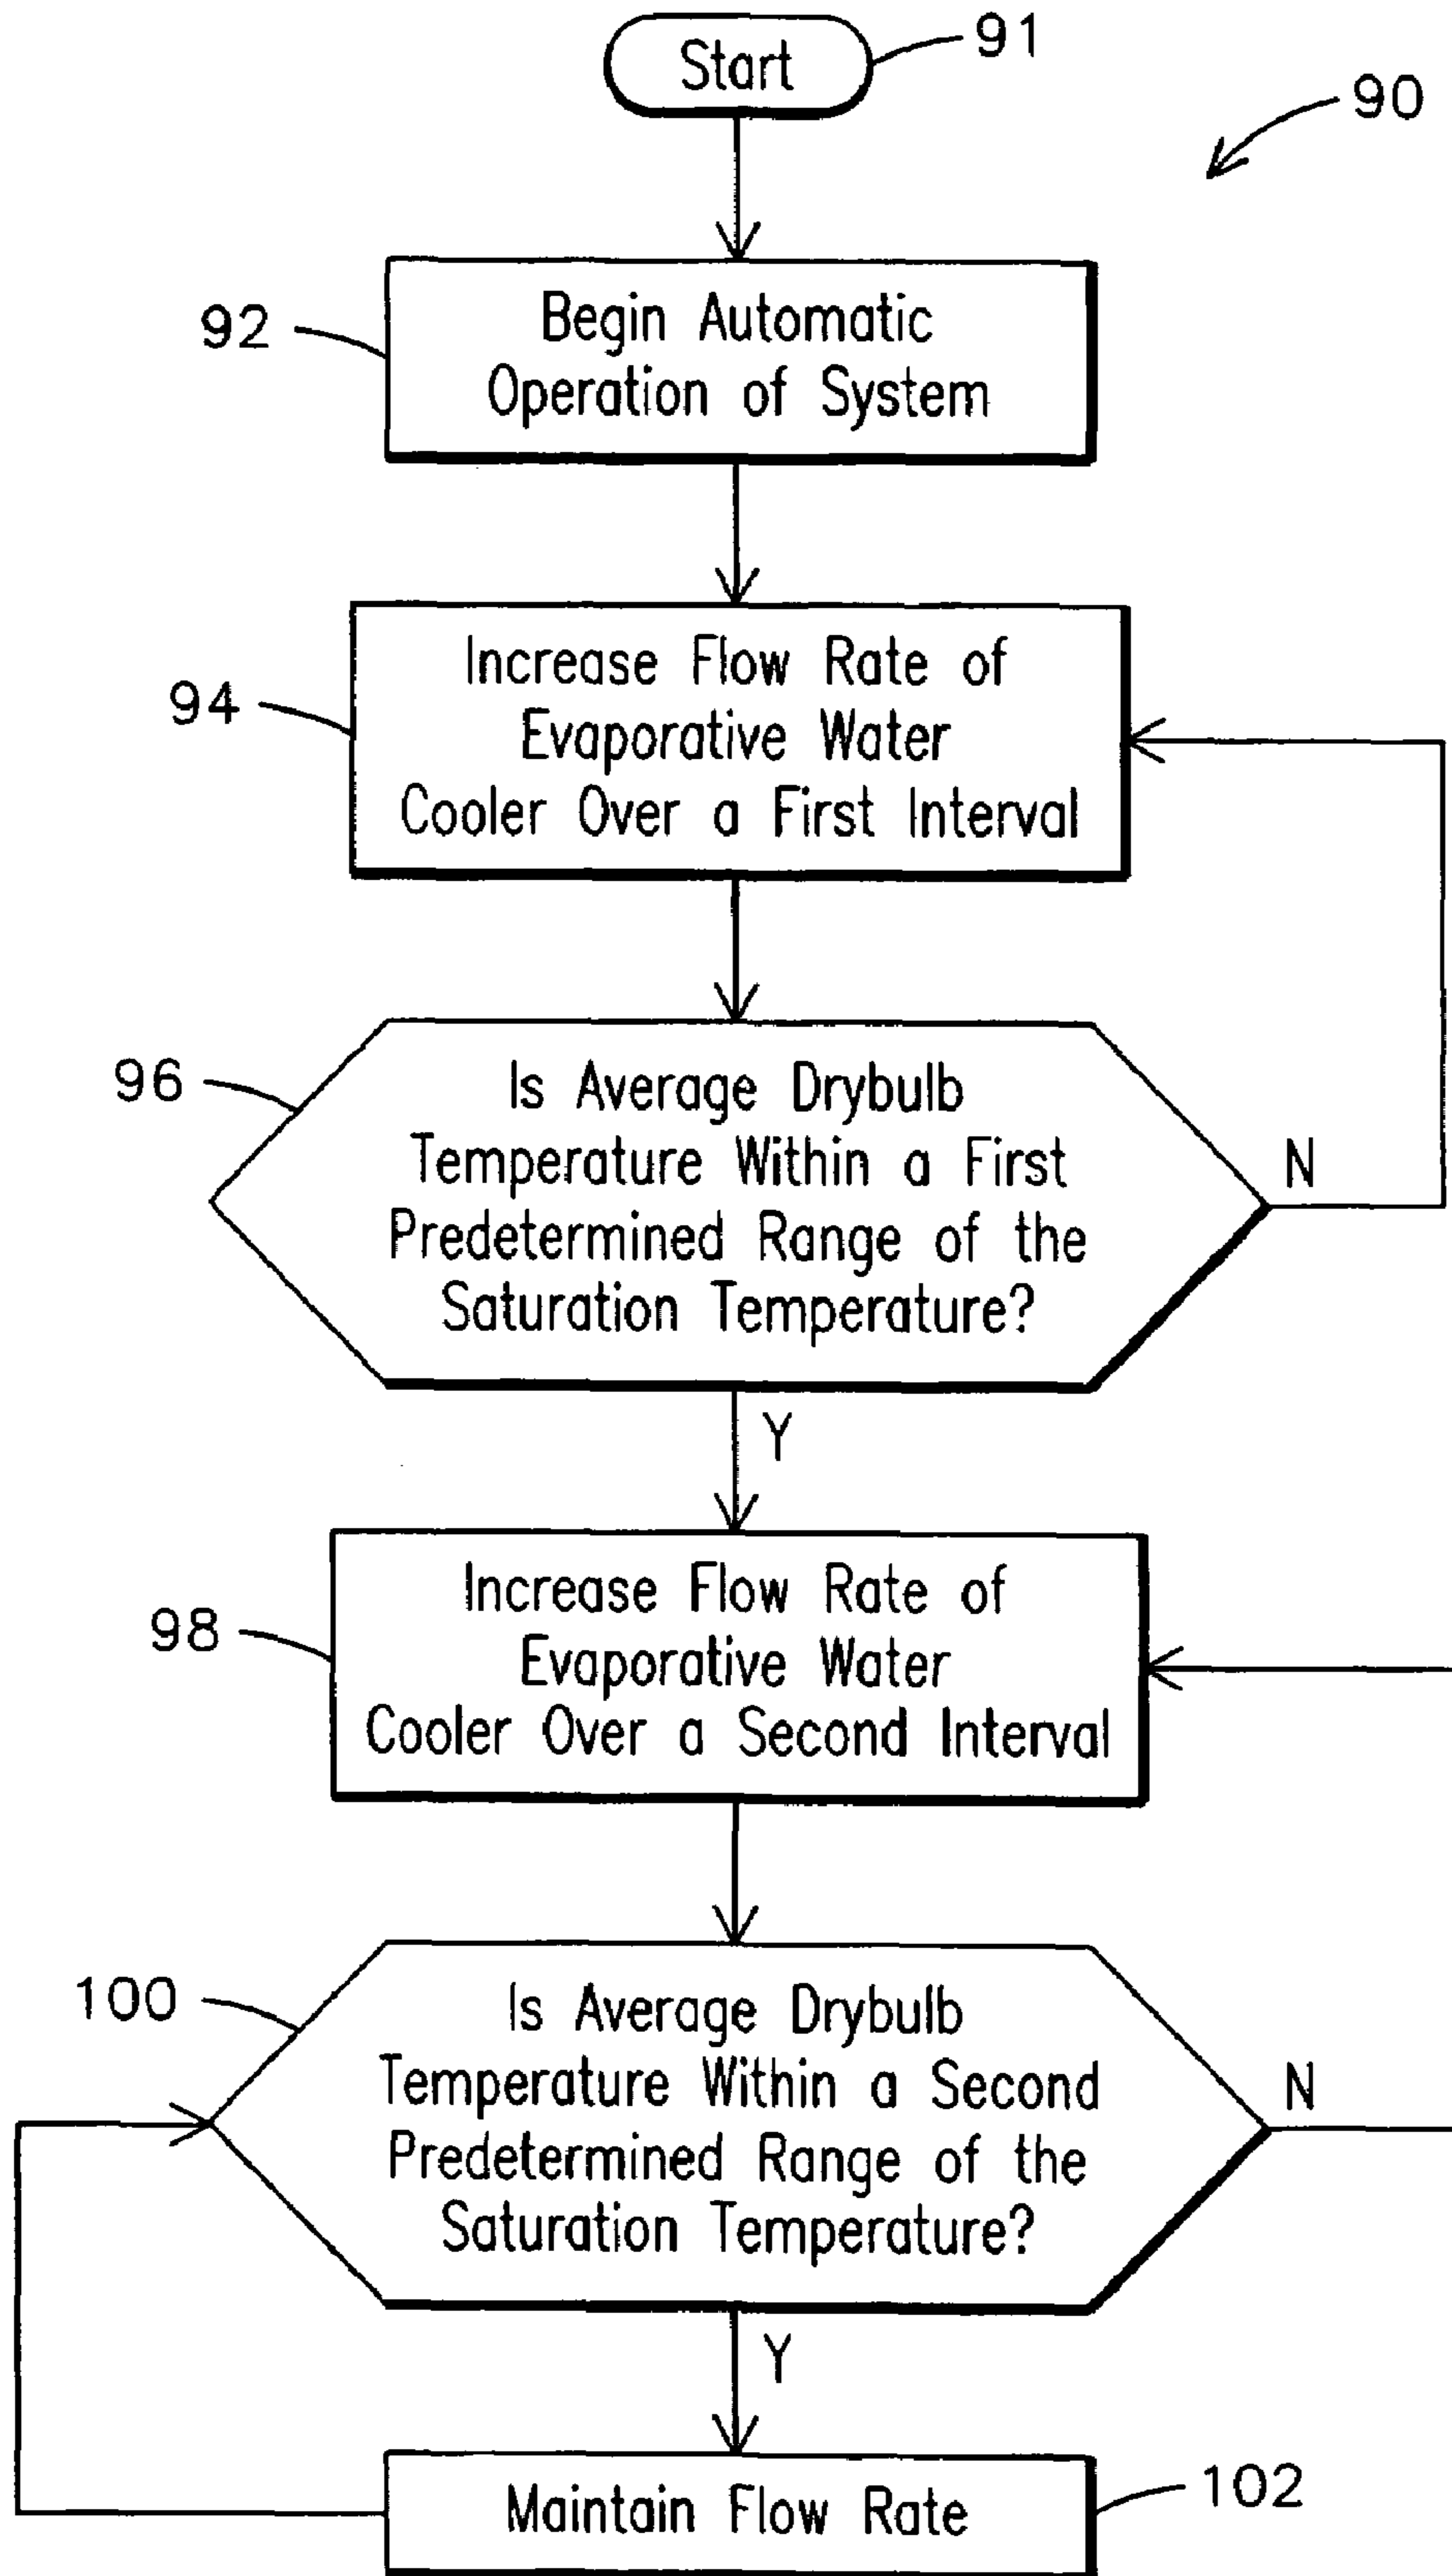 Start
91
90
92
Begin Automatic
Operation of System
94
Increase Flow Rate of
Evaporative Water
Cooler Over a First Interval
96
Is Average Drybulb
Temperature Within a First
Predetermined Range of the
Saturation Temperature?
N
Y
98
Increase Flow Rate of
Evaporative Water
Cooler Over a Second Interval
100
Is Average Drybulb
Temperature Within a Second
Predetermined Range of the
Saturation Temperature?
N
Y
Maintain Flow Rate
102